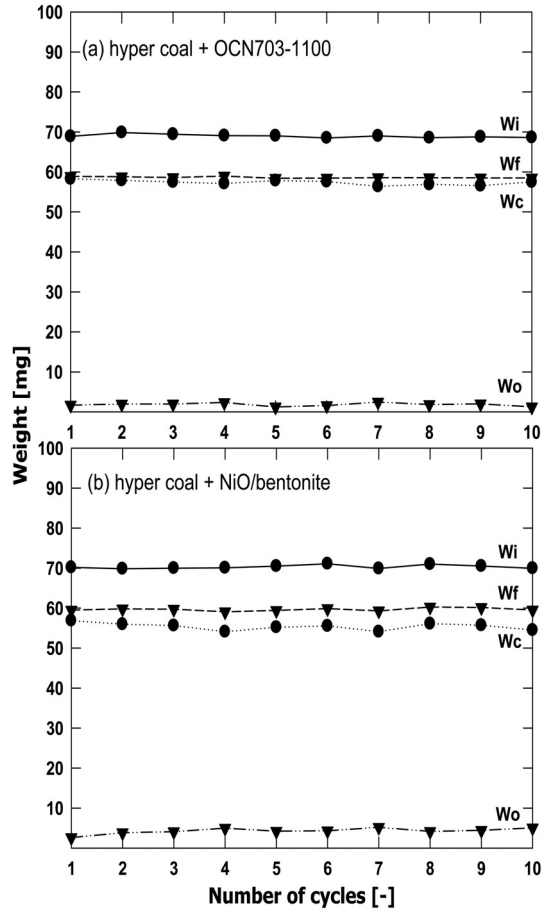 100
(a) hyper coal + OCN703-1100
90
80
70
Wi
60
Wf
Wc
50
40
30
20
10
Wo
1 2 3 4 5 6 7 8 9 10
Weight [mg]
100
(b) hyper coal + NiO/bentonite
90
80
70
Wi
60
Wf
Wc
50
40
30
20
10
Wo
1 2 3 4 5 6 7 8 9 10
Number of cycles [-]